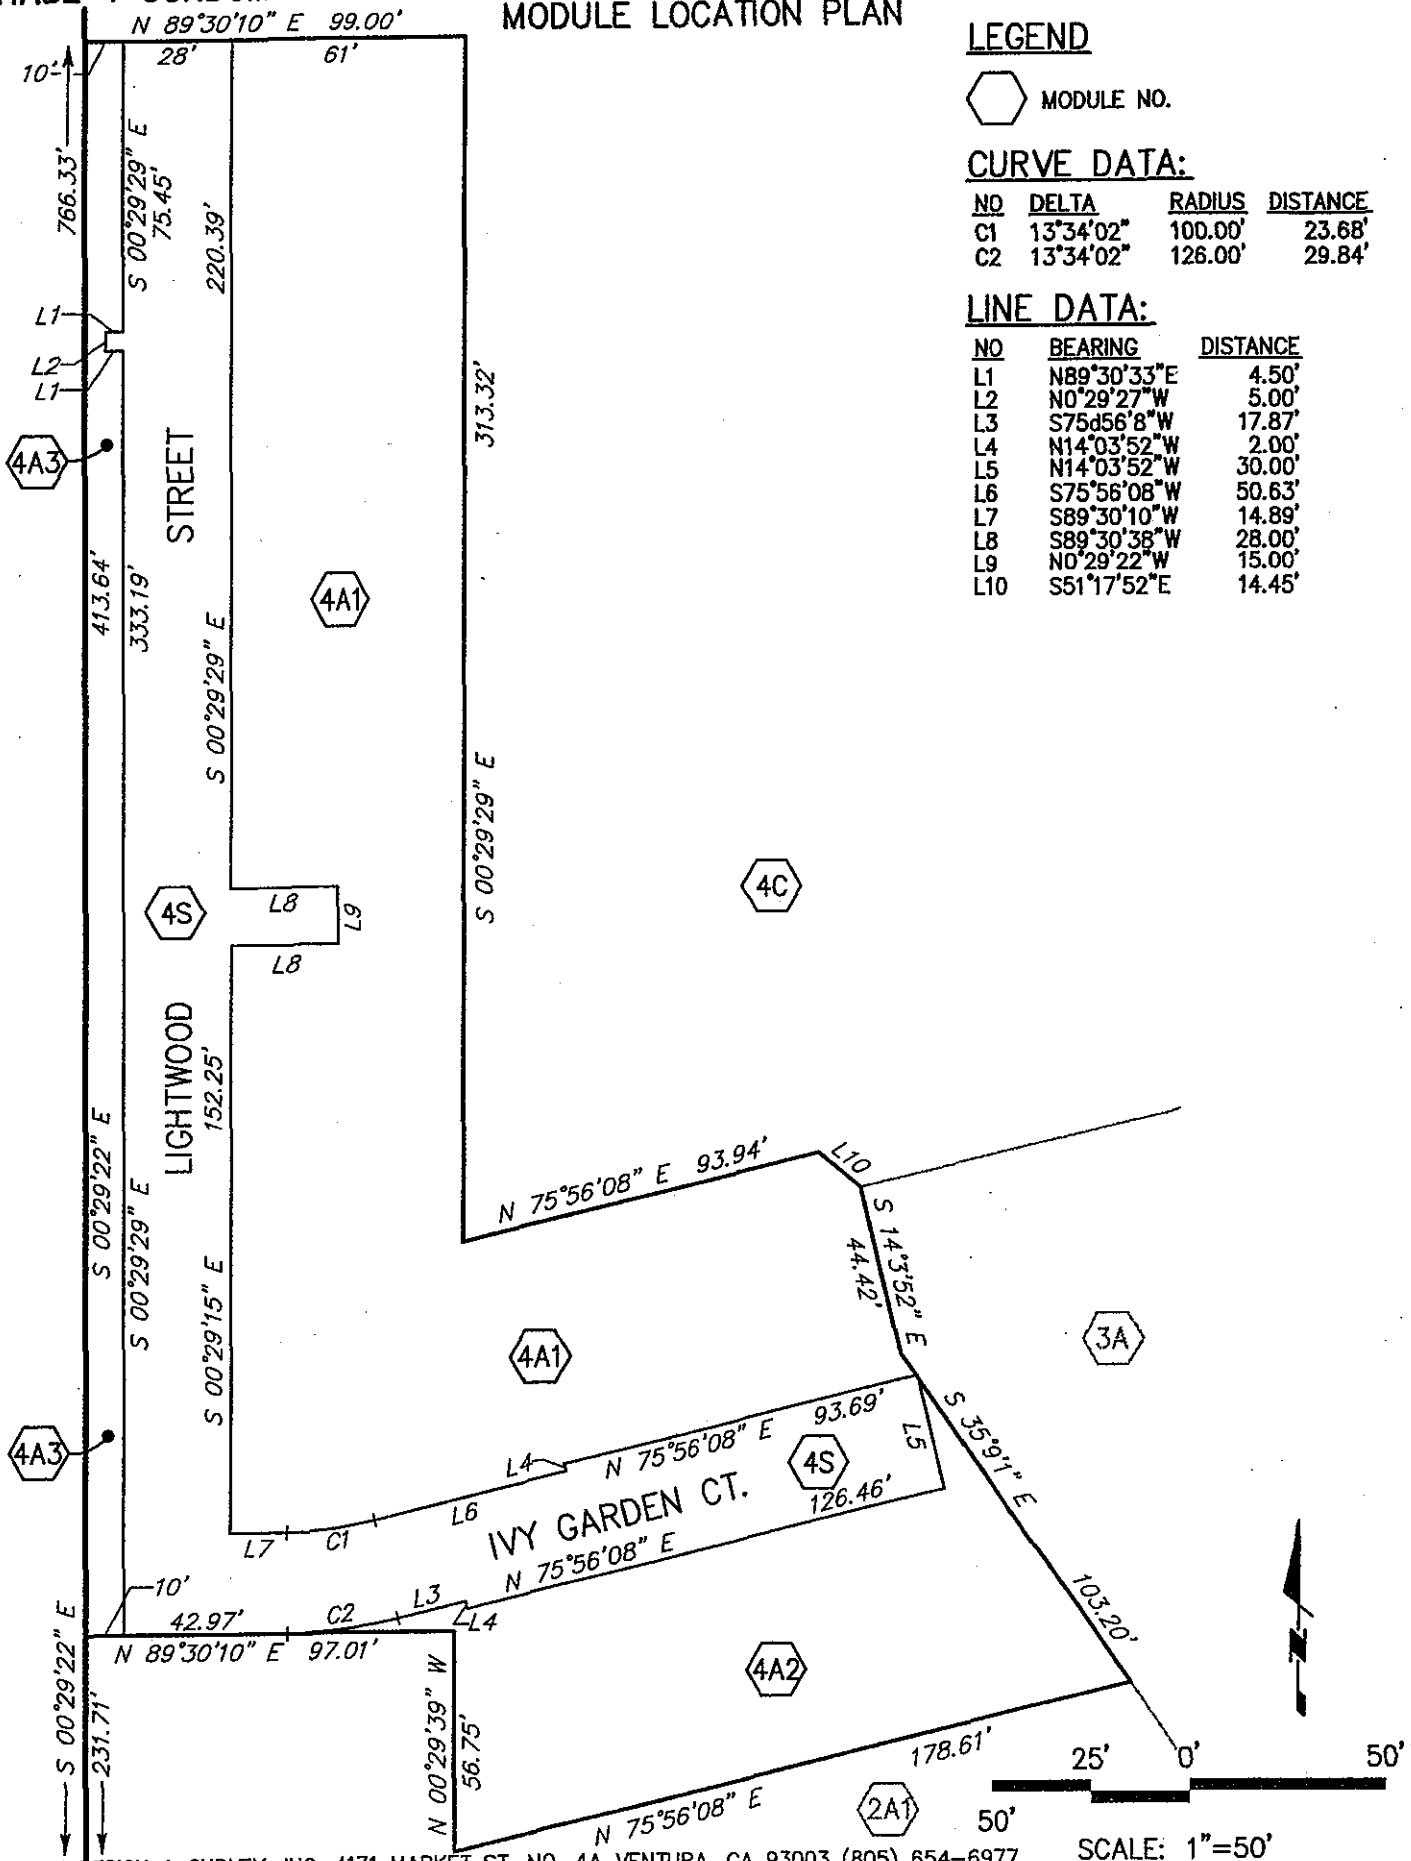 MODULE LOCATION PLAN
N 89°30'10" E 99.00'
28'
61'
10'
766.33'
S 00°29'29" E
75.45'
220.39'
L1
L2
L1
4A3
STREET
413.64'
333.19'
S 00°29'29" E
4A1
313.32'
S 00°29'29" E
4S
L8
L9
L8
4C
LIGHTWOOD
152.25'
S 00°29'22" E
S 00°29'29" E
S 00°29'15" E
N 75°56'08" E 93.94'
L10
S 14°3'52" E
44.42'
3A
4A1
4A3
93.69'
N 75°56'08" E
L5
S 35°9'1" E
103.20'
L4
4S
L6
IVY GARDEN CT.
126.46'
N 75°56'08" E
L7
C1
10'
42.97'
C2
L3
L4
N 89°30'10" E 97.01'
S 00°29'22" E
231.71'
N 00°29'39" W
56.75'
4A2
178.61'
N 75°56'08" E
2A1
LEGEND
MODULE NO.
CURVE DATA:
NO DELTA RADIUS DISTANCE
C1 13°34'02" 100.00' 23.68'
C2 13°34'02" 126.00' 29.84'
LINE DATA:
NO BEARING DISTANCE
L1 N89°30'33"E 4.50'
L2 N0°29'27"W 5.00'
L3 S75d56'8"W 17.87'
L4 N14°03'52"W 2.00'
L5 N14°03'52"W 30.00'
L6 S75°56'08"W 50.63'
L7 S89°30'10"W 14.89'
L8 S89°30'38"W 28.00'
L9 N0°29'22"W 15.00'
L10 S51°17'52"E 14.45'
N
25' 0' 50'
50'
SCALE: 1"=50'
MARKET ST. NO. 4A VENTURA, CA 93003 (805) 654-6977